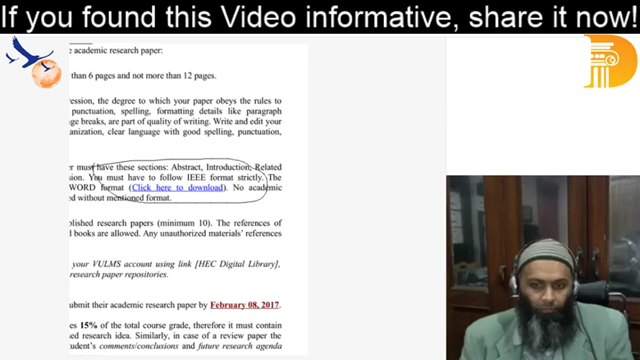 If you found this Video informative, share it now!
e academic research paper:
than 6 pages and not more than 12 pages.
ression, the degree to which your paper obeys the rules to
punctuation, spelling, formatting details like paragraph
ge breaks, are part of quality of writing. Write and edit your
anization, clear language with good spelling, punctuation,
er must have these sections: Abstract, Introduction, Related
sion. You must have to follow IEEE format strictly. The
WORD format (Click here to download). No academic
ed without mentioned format.
blished research papers (minimum 10). The references of
d books are allowed. Any unauthorized materials' references
your VULMS account using link [HEC Digital Library],
research paper repositories.
submit their academic research paper by February 08, 2017.
es 15% of the total course grade, therefore it must contain
sed research idea. Similarly, in case of a review paper the
tudent's comments/conclusions and future research agenda